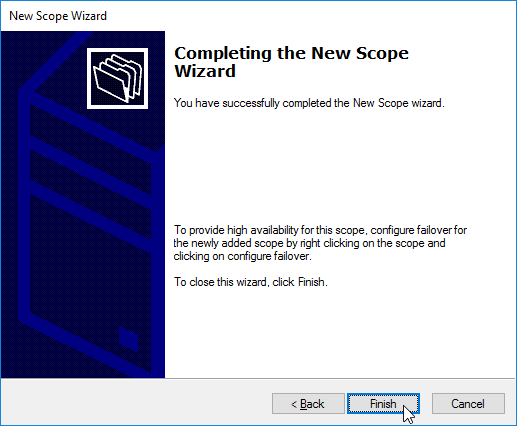 New Scope Wizard
Completing the New Scope
Wizard
You have successfully completed the New Scope wizard.
To provide high availability for this scope, configure failover for
the newly added scope by right clicking on the scope and
clicking on configure failover.
To close this wizard, click Finish.
< Back
Finish
Cancel